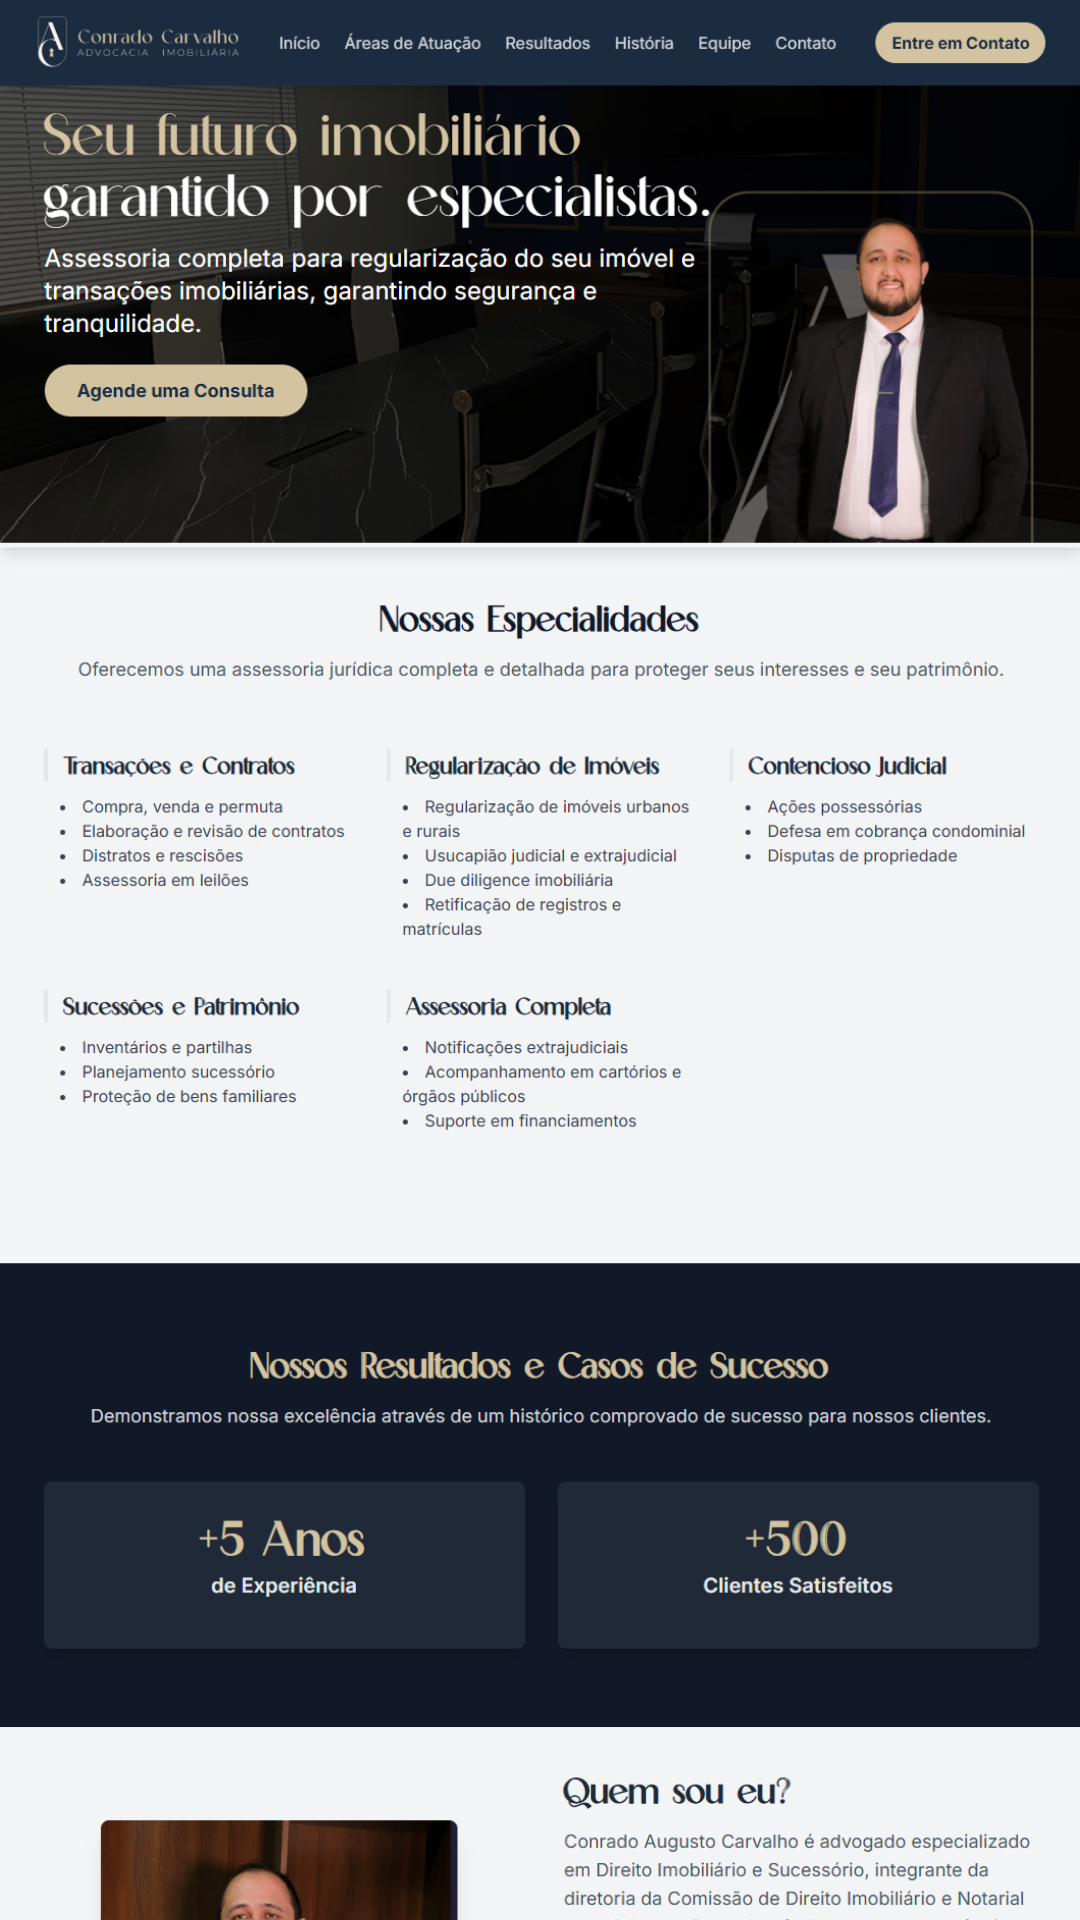 Conrado Carvalho
ADVOCACIA IMOBILIÁRIA
Início
Áreas de Atuação
Resultados
História
Equipe
Contato
Entre em Contato
Seu futuro imobiliário
garantido por especialistas.
Assessoria completa para regularização do seu imóvel e
transações imobiliárias, garantindo segurança e
tranquilidade.
Agende uma Consulta
Nossas Especialidades
Oferecemos uma assessoria jurídica completa e detalhada para proteger seus interesses e seu patrimônio.
Transações e Contratos
• Compra, venda e permuta
• Elaboração e revisão de contratos
• Distratos e rescisões
• Assessoria em leilões
Regularização de Imóveis
• Regularização de imóveis urbanos
e rurais
• Usucapião judicial e extrajudicial
• Due diligence imobiliária
• Retificação de registros e
matrículas
Contencioso Judicial
• Ações possessórias
• Defesa em cobrança condominial
• Disputas de propriedade
Sucessões e Patrimônio
• Inventários e partilhas
• Planejamento sucessório
• Proteção de bens familiares
Assessoria Completa
• Notificações extrajudiciais
• Acompanhamento em cartórios e
órgãos públicos
• Suporte em financiamentos
Nossos Resultados e Casos de Sucesso
Demonstramos nossa excelência através de um histórico comprovado de sucesso para nossos clientes.
+5 Anos
de Experiência
+500
Clientes Satisfeitos
Quem sou eu?
Conrado Augusto Carvalho é advogado especializado
em Direito Imobiliário e Sucessório, integrante da
diretoria da Comissão de Direito Imobiliário e Notarial